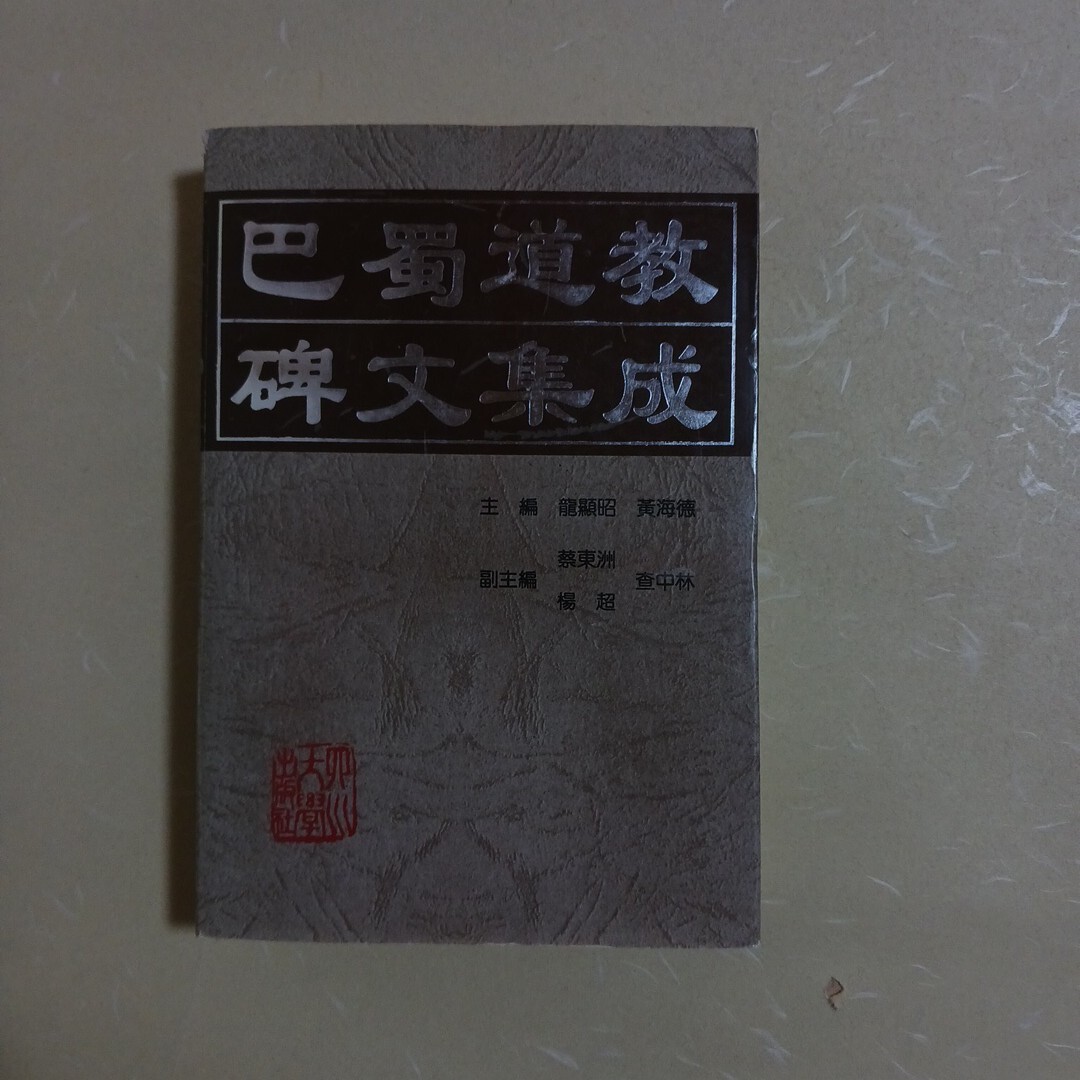 巴蜀道教
碑文集成
主 編 龍顯昭 黃海德
副主編 蔡東洲 查中林
楊 超
四川
大學
出版社